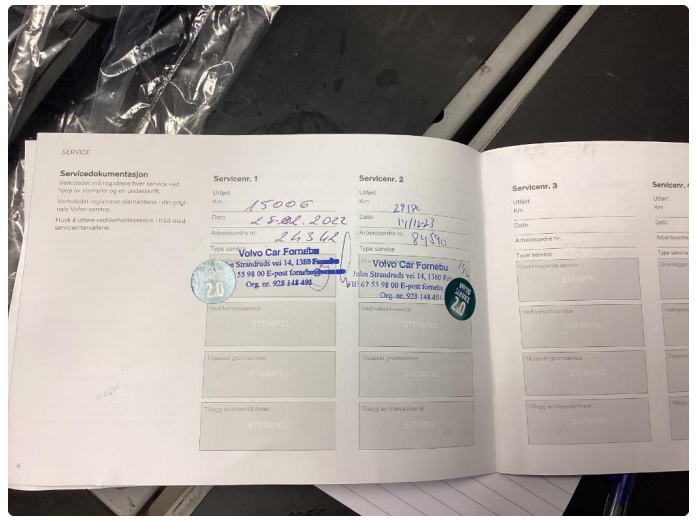 SERVICE
Servicedokumentasjon
Verkstedet må registrere hver service ved
hjelp av stempler og en underskrift.
Verkstedet registrerer elementene i din origi-
nale Volvo-service.
Husk å utføre vedlikeholdsservice i tråd med
serviceintervallene.
Servicenr. 1
Utført:
Km 15006
Dato 28.02.2022
Arbeidsordre nr. 24342
Type service
Volvo Car Fornebu
John Strandruds vei 14, 1360 Fornebu
55 98 00 E-post fornebu
Org. nr. 928 148 491
2.0
Vedlikeholdsservice
STEMPEL
Tilpasset grunnservice
STEMPEL
Tillegg av intervall/Annet
STEMPEL
Servicenr. 2
Utført:
Km
Dato 14/12-23
Arbeidsordre nr. 84590
Type service
Volvo Car Fornebu
John Strandruds vei 14, 1360
Tlf: 67 55 98 00 E-post fornebu
Org. nr. 928 148 491
2.0
Vedlikeholdsservice
STEMPEL
Tilpasset grunnservice
STEMPEL
Tillegg av intervall/Annet
STEMPEL
Servicenr. 3
Utført:
Km
Dato
Arbeidsordre nr.
Type service
Grunnleggende service
Vedlikeholdsservice
STEMPEL
Tilpasset grunnservice
STEMPEL
Tillegg av intervall/Annet
STEMPEL
Servicenr. 4
Utført:
Km
Dato
Arbeidsordre
Type service
6